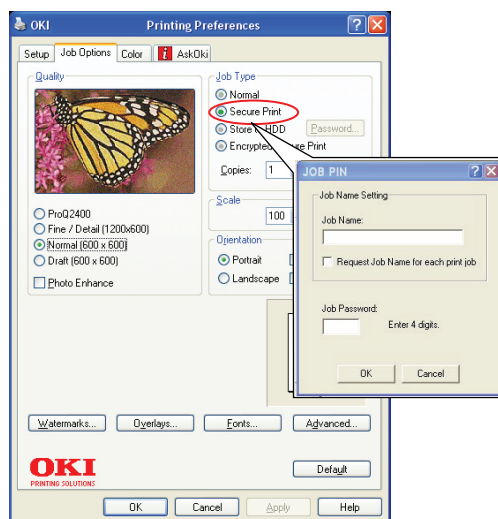 OKI Printing Preferences
Setup Job Options Color i AskOki
Quality
ProQ2400
Fine / Detail (1200x600)
Normal (600 x 600)
Draft (600 x 600)
Photo Enhance
Job Type
Normal
Secure Print
Store HDD Password...
Encrypted Print
Copies: 1
Scale
100
Orientation
Portrait
Landscape
JOB PIN
Job Name Setting
Job Name:
Request Job Name for each print job
Job Password:
Enter 4 digits.
OK Cancel
Watermarks... Overlays... Fonts... Advanced...
OKI
PRINTING SOLUTIONS
Default
OK Cancel Apply Help